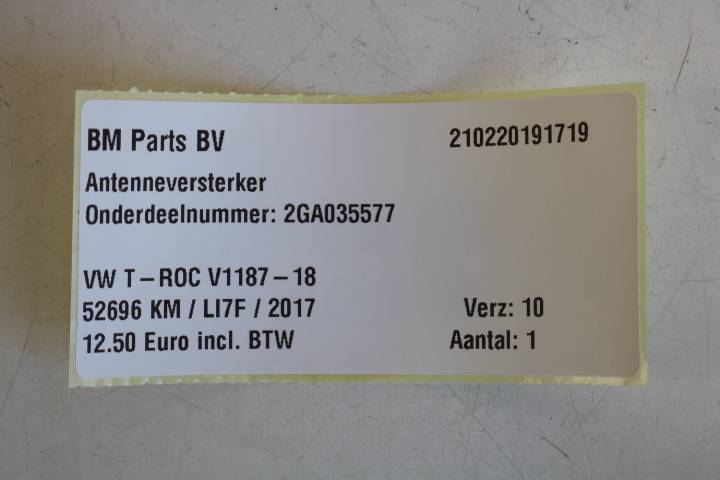 BM Parts BV 210220191719
Antenneversterker
Onderdeelnummer: 2GA035577
VW T-ROC V1187-18
52696 KM / LI7F / 2017 Verz: 10
12.50 Euro incl. BTW Aantal: 1